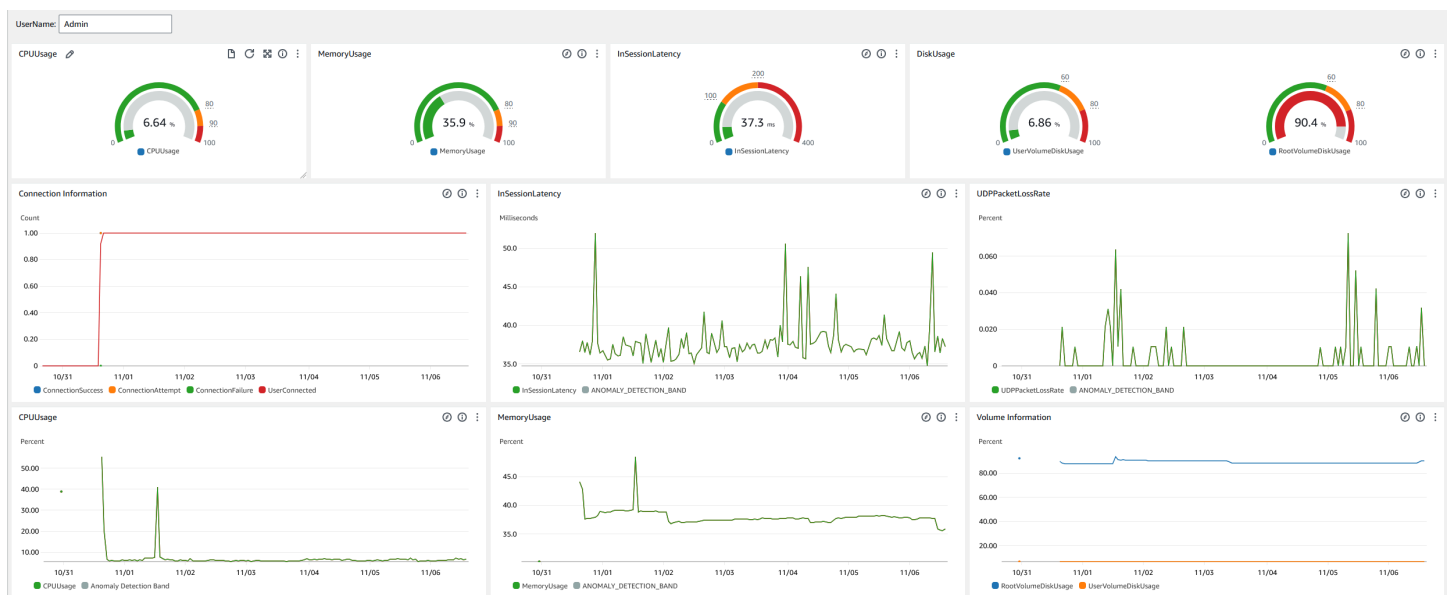 UserName: Admin
CPUUsage
MemoryUsage
InSessionLatency
DiskUsage
80
90
6.64 %
0
100
CPUUsage
80
90
35.9 %
0
100
MemoryUsage
200
100
37.3 ms
0
400
InSessionLatency
60
80
6.86 %
0
100
UserVolumeDiskUsage
60
80
90.4 %
0
100
RootVolumeDiskUsage
Connection Information
Count
1.00
0.80
0.60
0.40
0.20
0
10/31 11/01 11/02 11/03 11/04 11/05 11/06
ConnectionSuccess ConnectionAttempt ConnectionFailure UserConnected
InSessionLatency
Milliseconds
50.0
45.0
40.0
35.0
10/31 11/01 11/02 11/03 11/04 11/05 11/06
InSessionLatency ANOMALY_DETECTION_BAND
UDPPacketLossRate
Percent
0.060
0.040
0.020
0
10/31 11/01 11/02 11/03 11/04 11/05 11/06
UDPPacketLossRate ANOMALY_DETECTION_BAND
CPUUsage
Percent
50.00
40.00
30.00
20.00
10.00
10/31 11/01 11/02 11/03 11/04 11/05 11/06
CPUUsage Anomaly Detection Band
MemoryUsage
Percent
45.0
40.0
35.0
10/31 11/01 11/02 11/03 11/04 11/05 11/06
MemoryUsage ANOMALY_DETECTION_BAND
Volume Information
Percent
80.00
60.00
40.00
20.00
10/31 11/01 11/02 11/03 11/04 11/05 11/06
RootVolumeDiskUsage UserVolumeDiskUsage